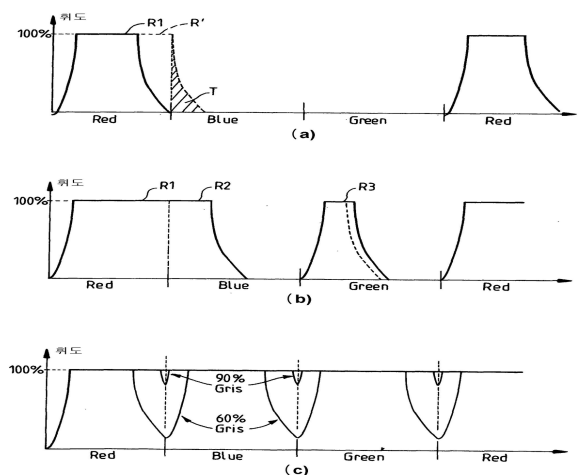 휘도
100%
R1
R'
T
Red
Blue
Green
Red
(a)
휘도
100%
R1
R2
R3
Red
Blue
Green
Red
(b)
휘도
100%
90%
Gris
60%
Gris
Red
Blue
Green
Red
(c)